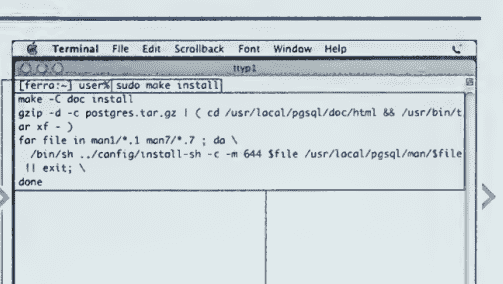 Terminal File Edit Scrollback Font Window Help
ttyp1
[ferra:~] user% sudo make install
make -C doc install
gzip -d -c postgres.tar.gz | ( cd /usr/local/pgsql/doc/html && /usr/bin/t
ar xf - )
for file in man1/*.1 man7/*.7 ; do \
/bin/sh ../config/install-sh -c -m 644 $file /usr/local/pgsql/man/$file
|| exit; \
done